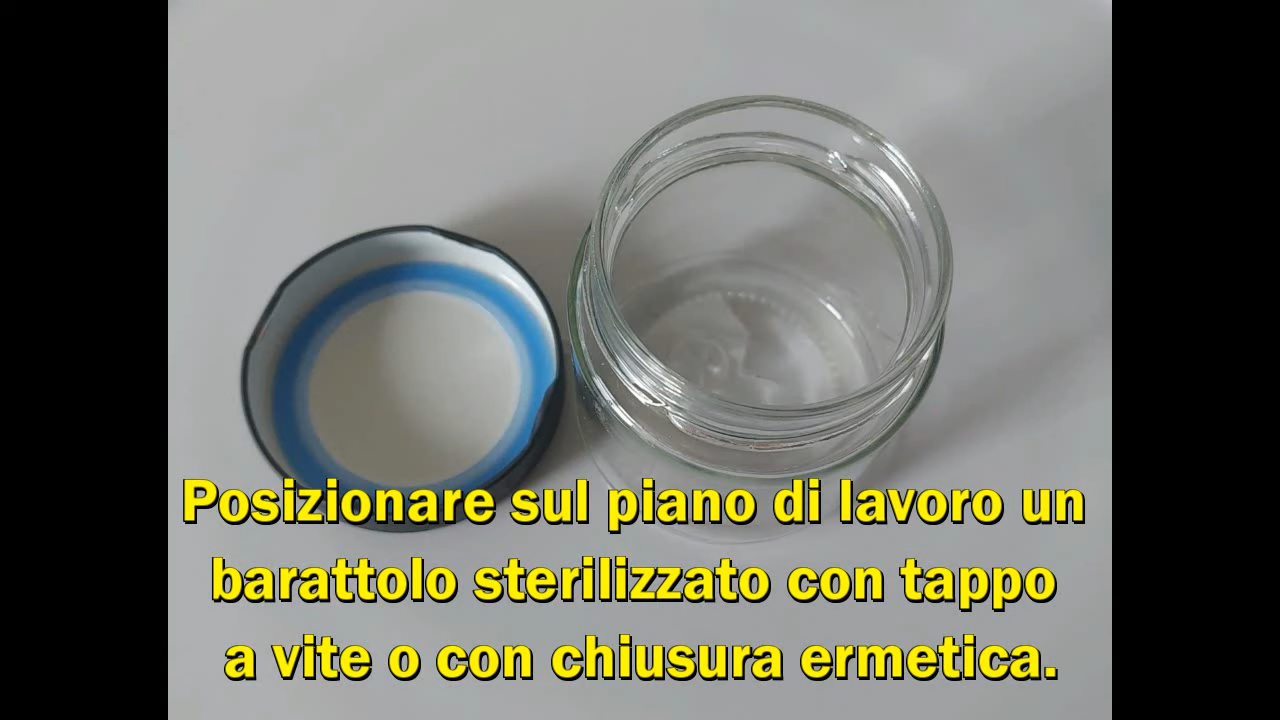 Posizionare sul piano di lavoro un
barattolo sterilizzato con tappo
a vite o con chiusura ermetica.